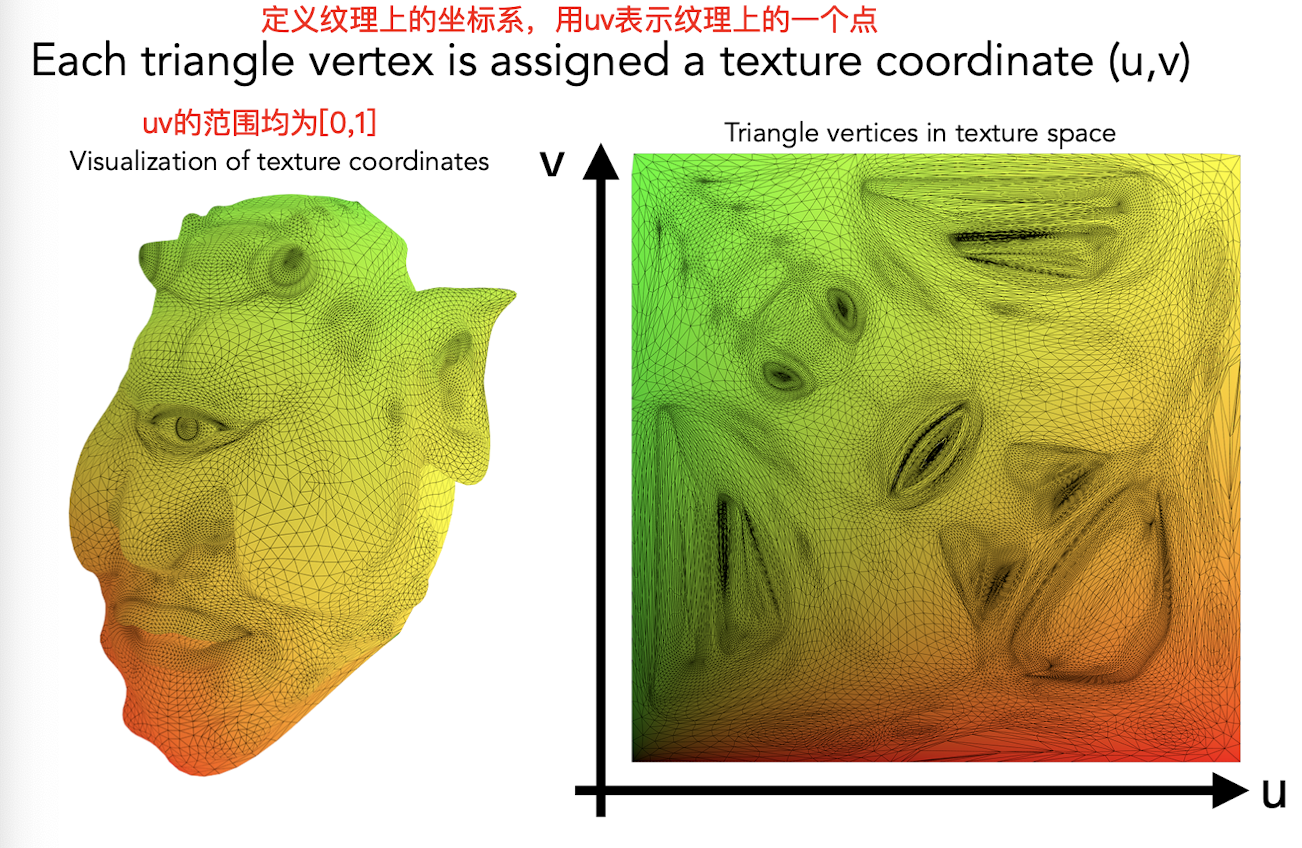 定义纹理上的坐标系，用uv表示纹理上的一个点
Each triangle vertex is assigned a texture coordinate (u,v)
uv的范围均为[0,1]
Visualization of texture coordinates
Triangle vertices in texture space
v
u